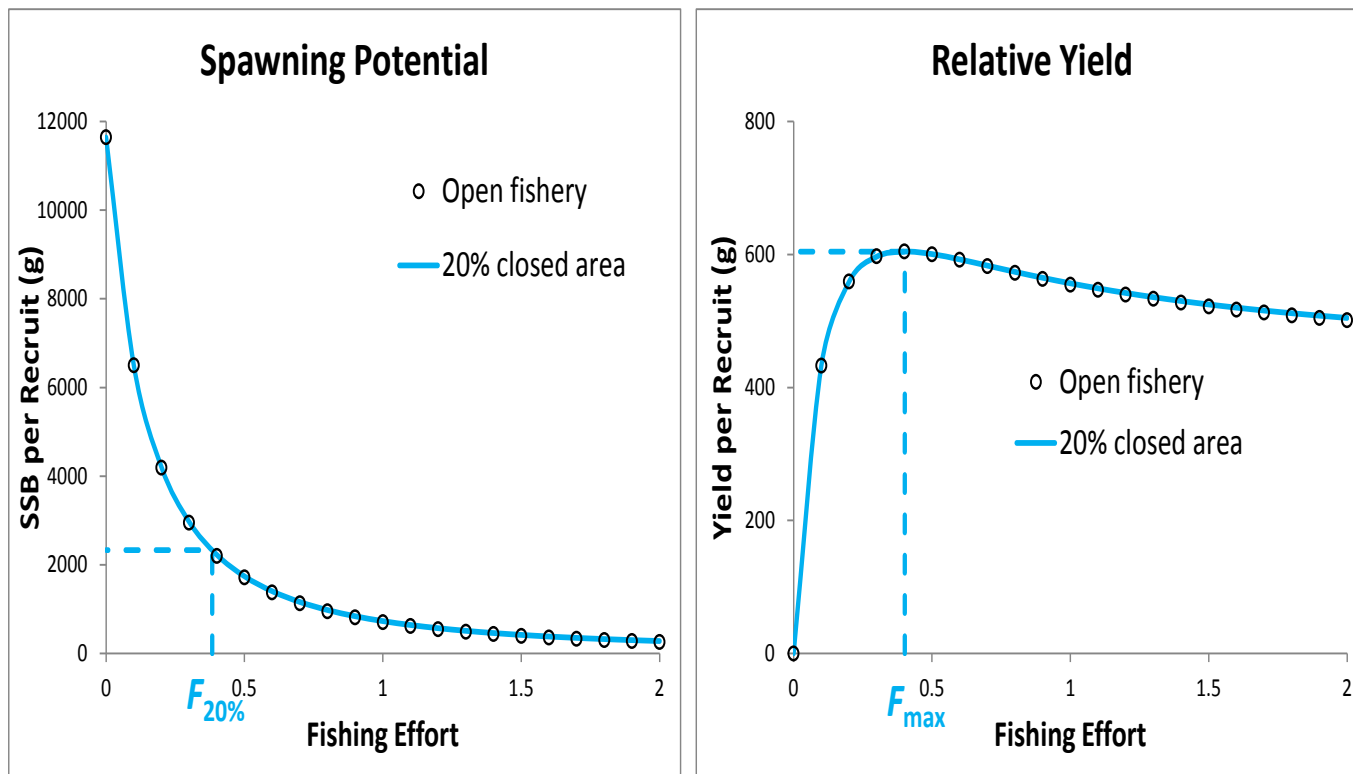 Spawning Potential
12000
10000
8000
6000
4000
2000
0
SSB per Recruit (g)
Open fishery
20% closed area
0 0.5 1 1.5 2
F20%
Fishing Effort
Relative Yield
800
600
400
200
0
Yield per Recruit (g)
Open fishery
20% closed area
0 0.5 1 1.5 2
Fmax
Fishing Effort